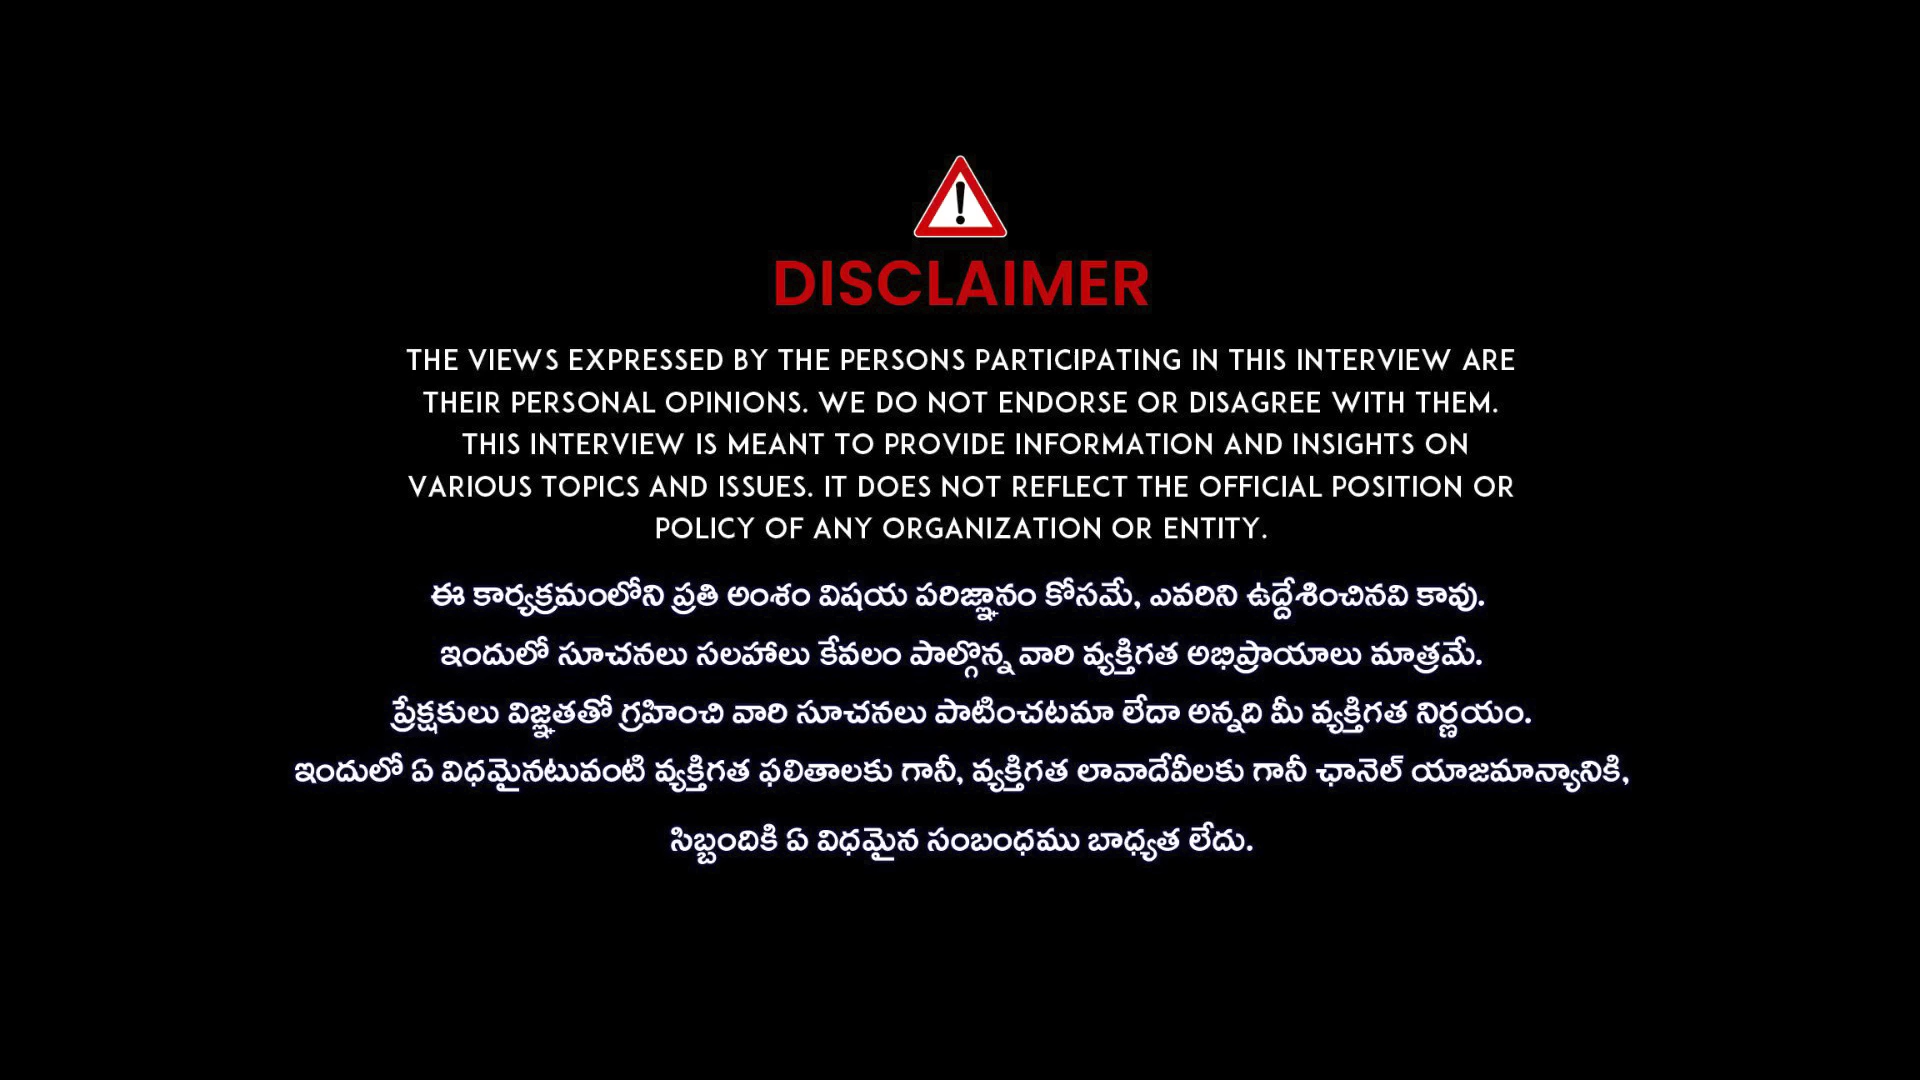 DISCLAIMER
THE VIEWS EXPRESSED BY THE PERSONS PARTICIPATING IN THIS INTERVIEW ARE
THEIR PERSONAL OPINIONS. WE DO NOT ENDORSE OR DISAGREE WITH THEM.
THIS INTERVIEW IS MEANT TO PROVIDE INFORMATION AND INSIGHTS ON
VARIOUS TOPICS AND ISSUES. IT DOES NOT REFLECT THE OFFICIAL POSITION OR
POLICY OF ANY ORGANIZATION OR ENTITY.
ఈ కార్యక్రమంలోని ప్రతి అంశం విషయ పరిజ్ఞానం కోసమే, ఎవరిని ఉద్దేశించినవి కావు.
ఇందులో సూచనలు సలహాలు కేవలం పాల్గొన్న వారి వ్యక్తిగత అభిప్రాయాలు మాత్రమే.
ప్రేక్షకులు విజ్ఞతతో గ్రహించి వారి సూచనలు పాటించటమా లేదా అన్నది మీ వ్యక్తిగత నిర్ణయం.
ఇందులో ఏ విధమైనటువంటి వ్యక్తిగత ఫలితాలకు గానీ, వ్యక్తిగత లావాదేవీలకు గానీ ఛానెల్ యాజమాన్యానికి,
సిబ్బందికి ఏ విధమైన సంబంధము బాధ్యత లేదు.